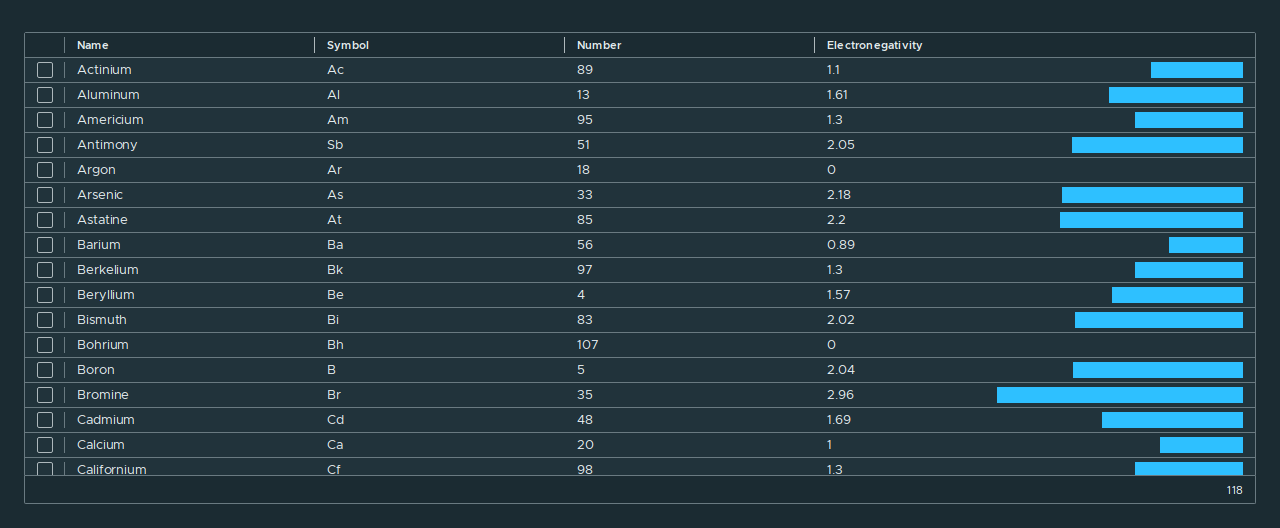 Name Symbol Number Electronegativity
Actinium Ac 89 1.1
Aluminum Al 13 1.61
Americium Am 95 1.3
Antimony Sb 51 2.05
Argon Ar 18 0
Arsenic As 33 2.18
Astatine At 85 2.2
Barium Ba 56 0.89
Berkelium Bk 97 1.3
Beryllium Be 4 1.57
Bismuth Bi 83 2.02
Bohrium Bh 107 0
Boron B 5 2.04
Bromine Br 35 2.96
Cadmium Cd 48 1.69
Calcium Ca 20 1
Californium Cf 98 1.3
118